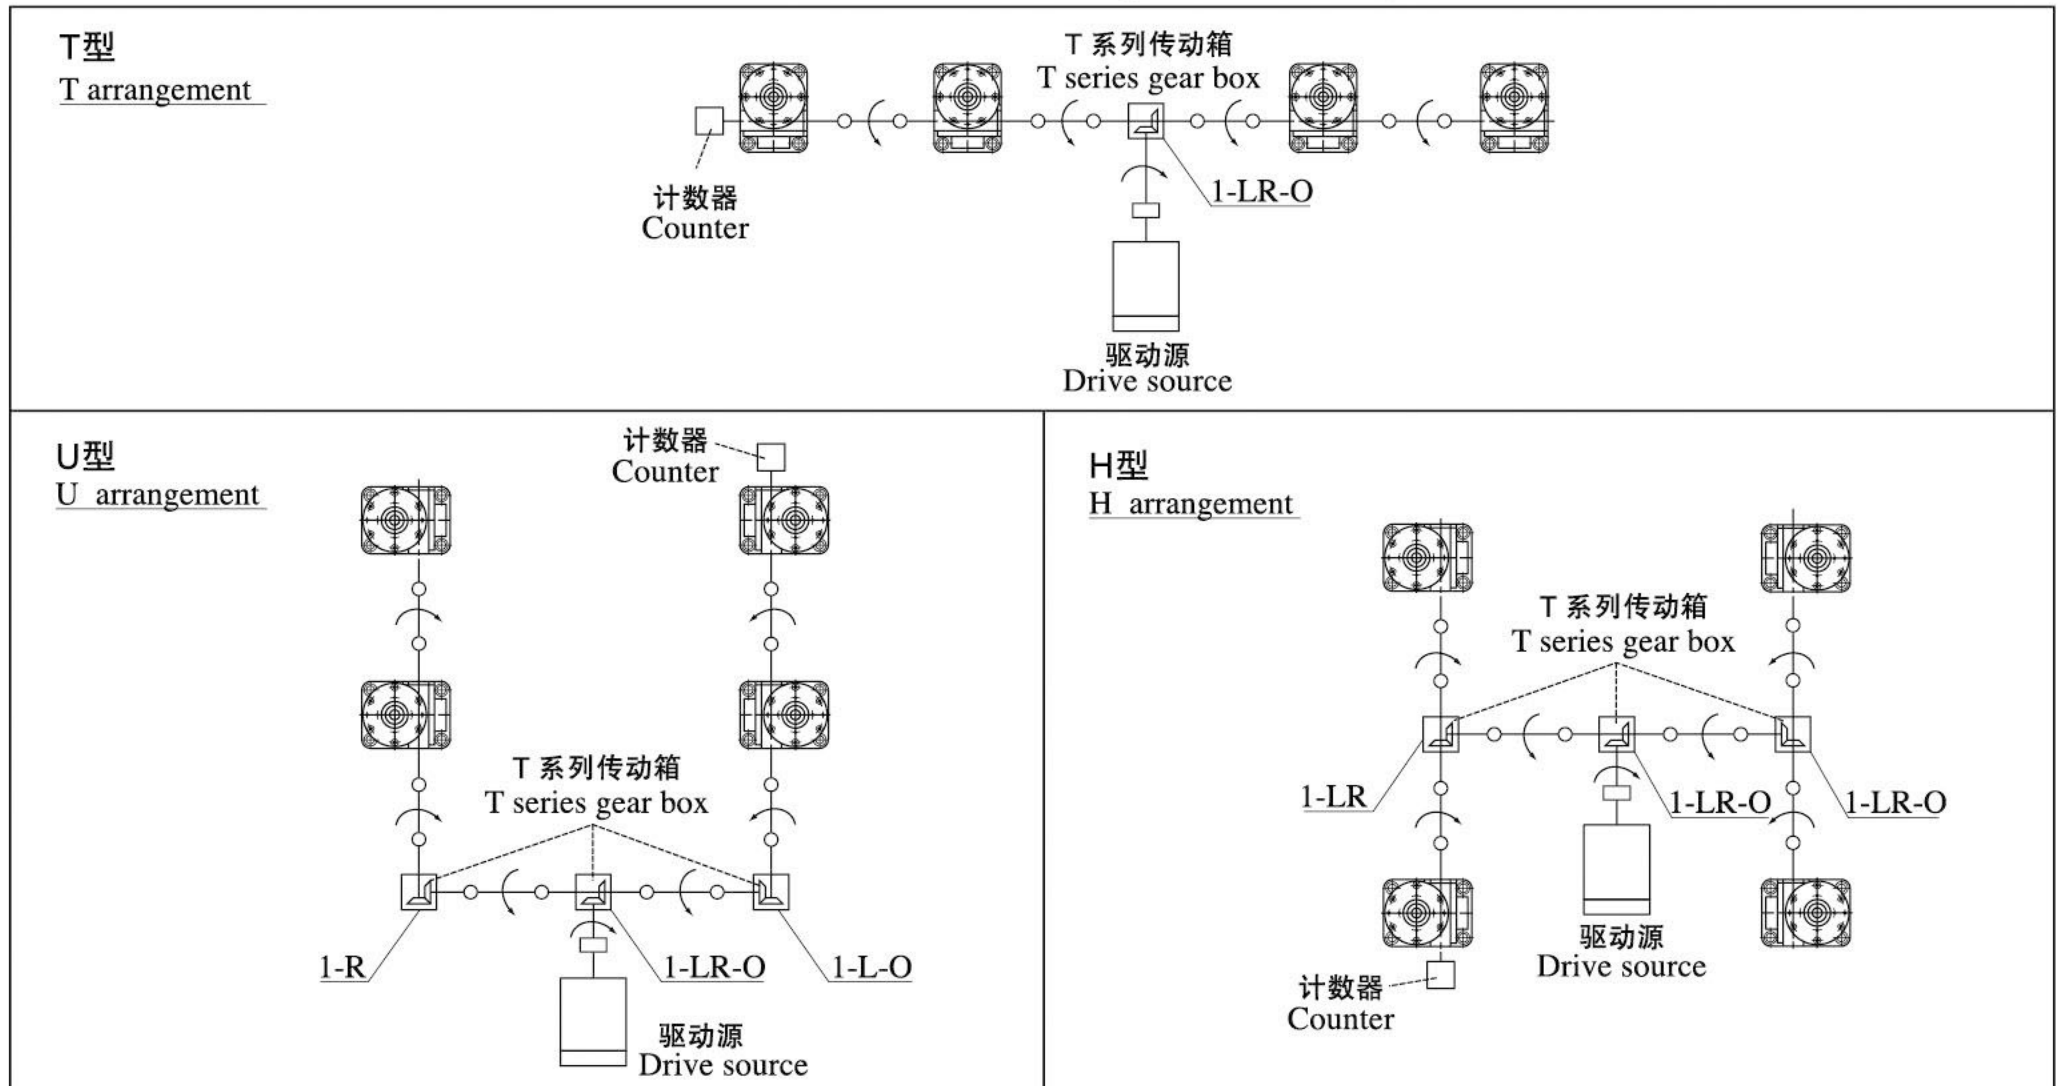 T型
T arrangement
T 系列传动箱
T series gear box
计数器
Counter
1-LR-O
驱动源
Drive source
U型
U arrangement
计数器
Counter
T 系列传动箱
T series gear box
1-R
1-LR-O
1-L-O
驱动源
Drive source
H型
H arrangement
T 系列传动箱
T series gear box
1-LR
1-LR-O
1-LR-O
驱动源
Drive source
计数器
Counter